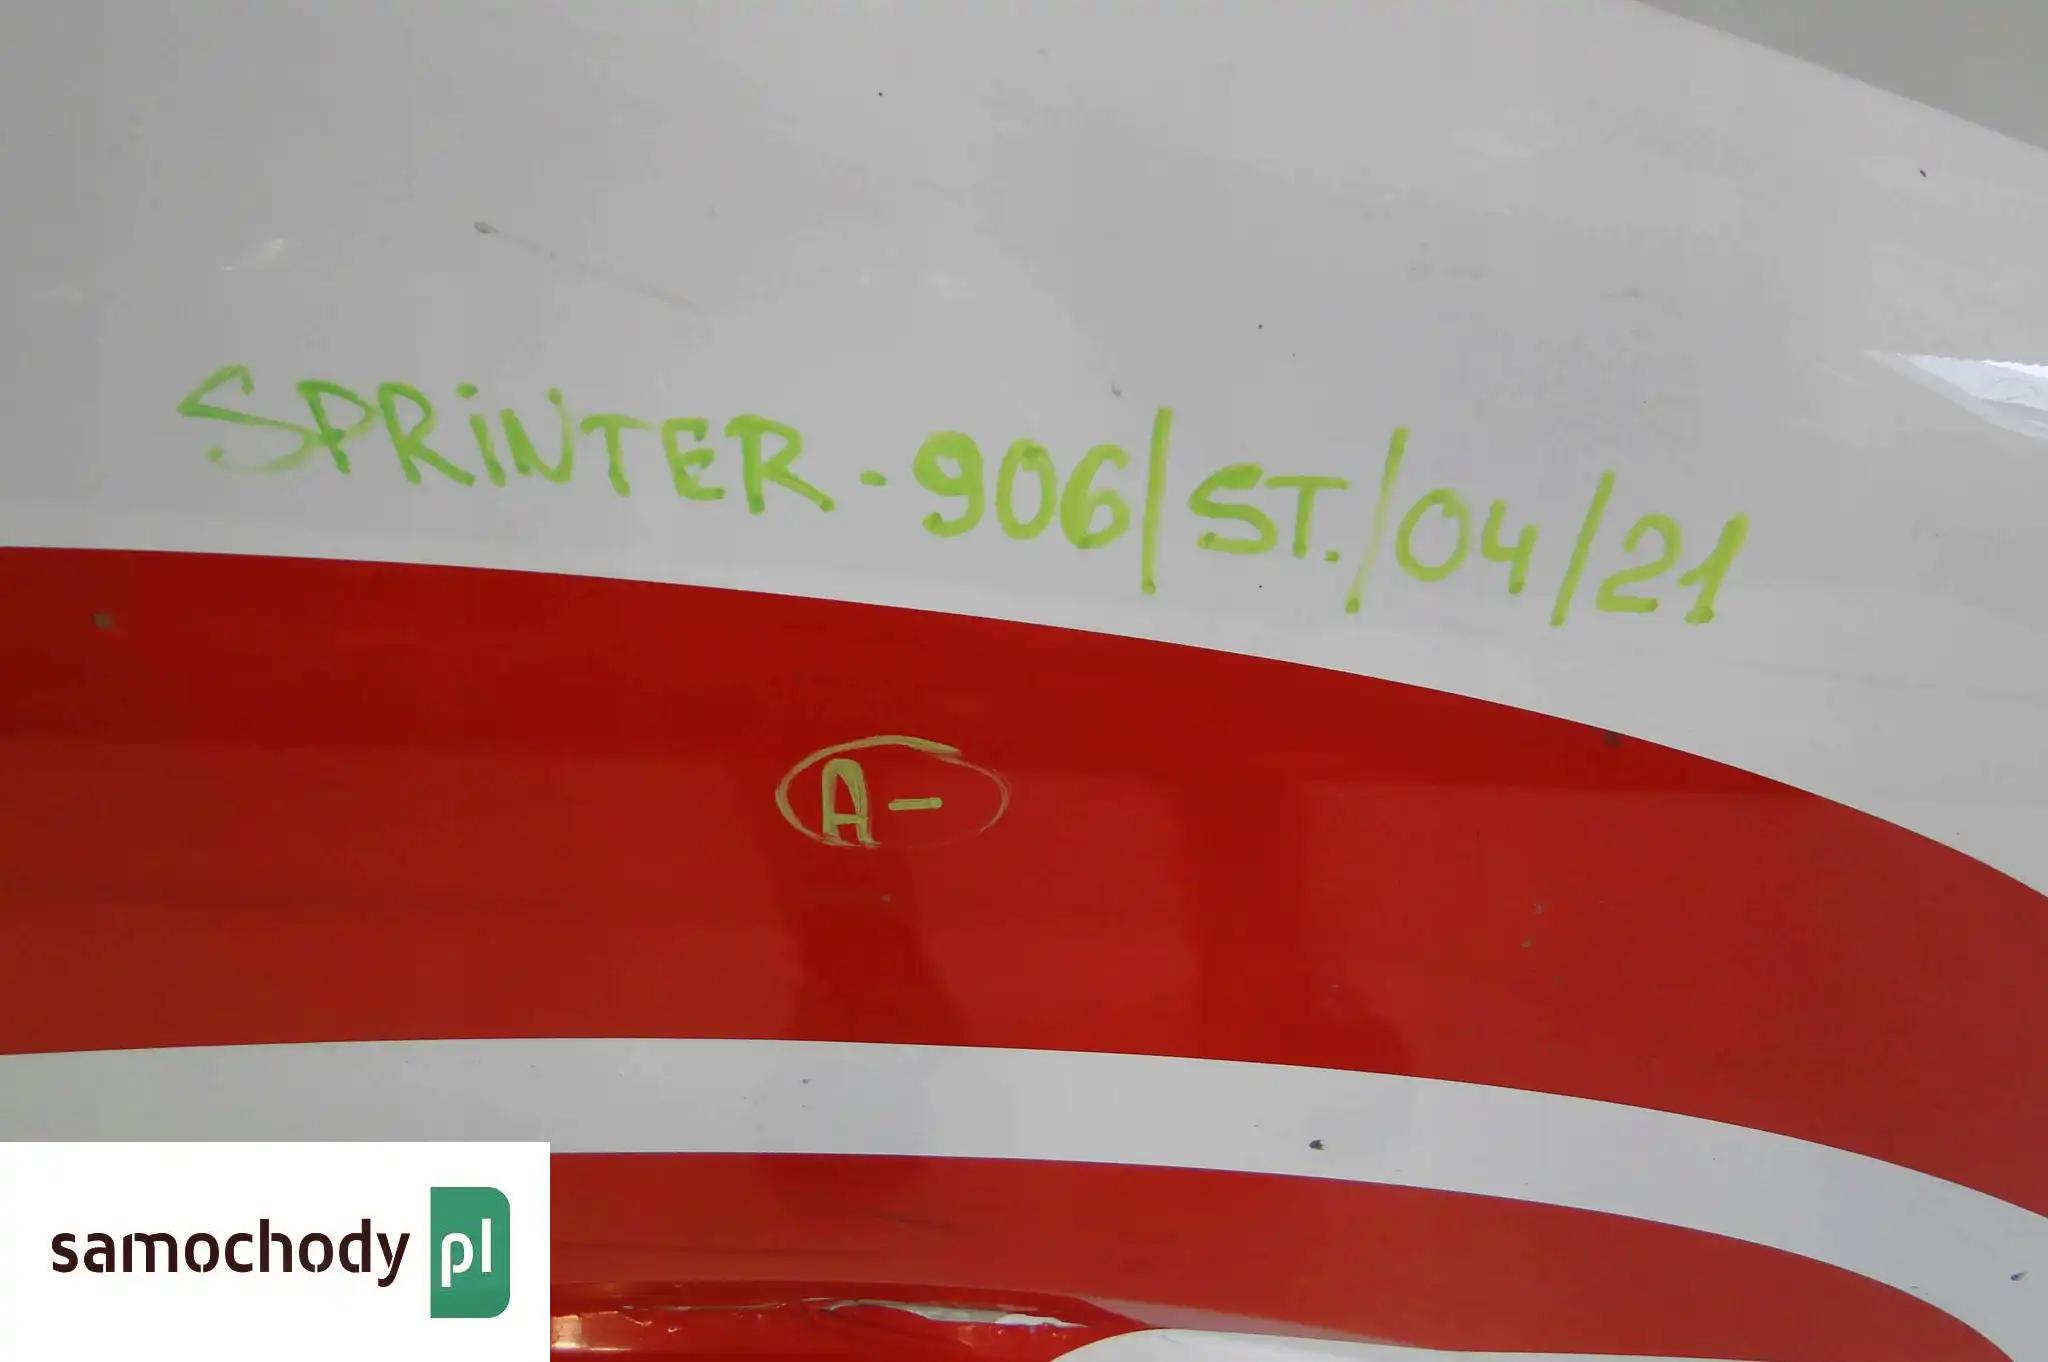 SPRiNTER - 906/ST./04/21
A-
samochody pl